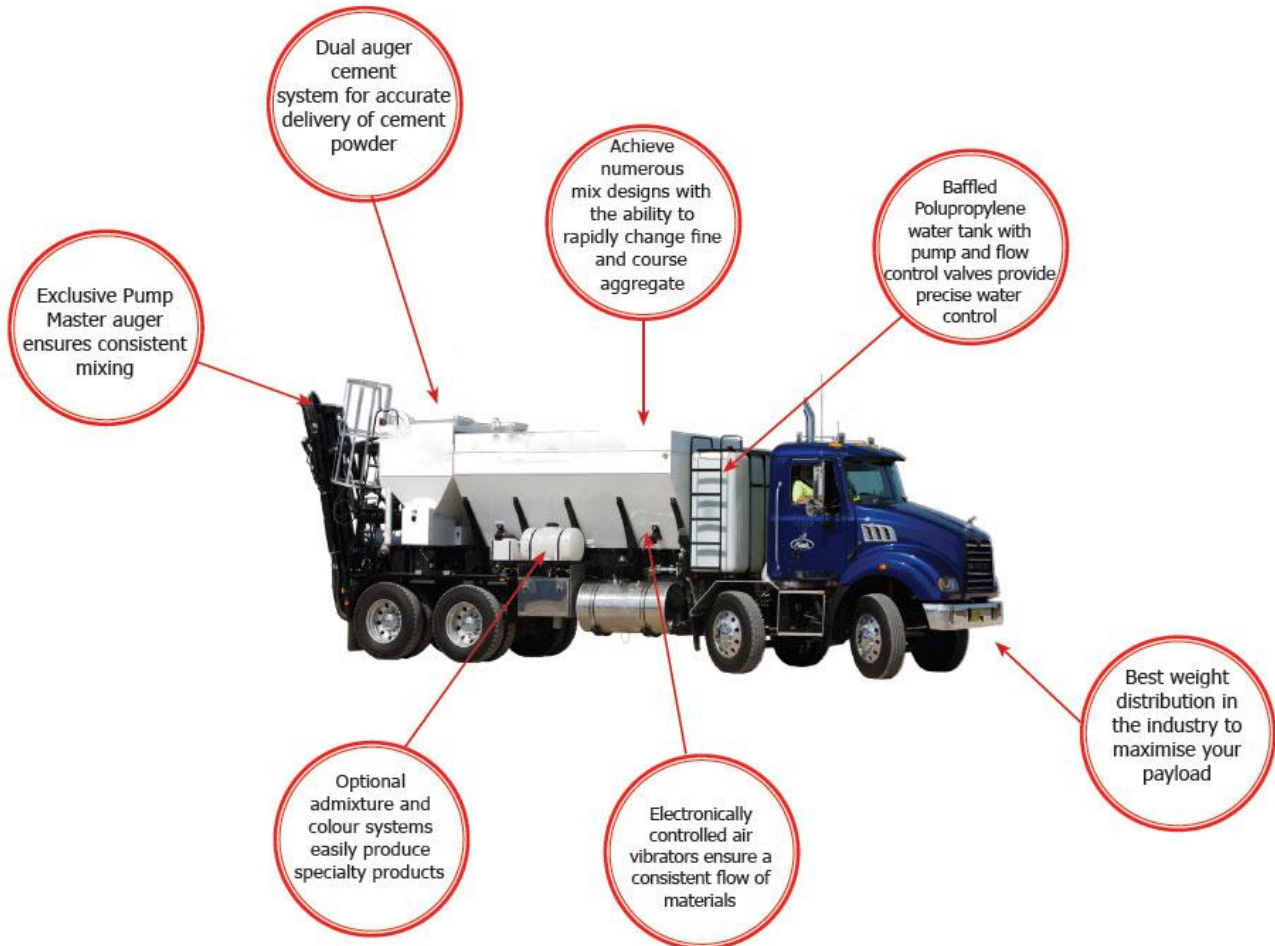 Dual auger
cement
system for accurate
delivery of cement
powder
Achieve
numerous
mix designs with
the ability to
rapidly change fine
and course
aggregate
Baffled
Polupropylene
water tank with
pump and flow
control valves provide
precise water
control
Exclusive Pump
Master auger
ensures consistent
mixing
Best weight
distribution in
the industry to
maximise your
payload
Optional
admixture and
colour systems
easily produce
specialty products
Electronically
controlled air
vibrators ensure a
consistent flow of
materials